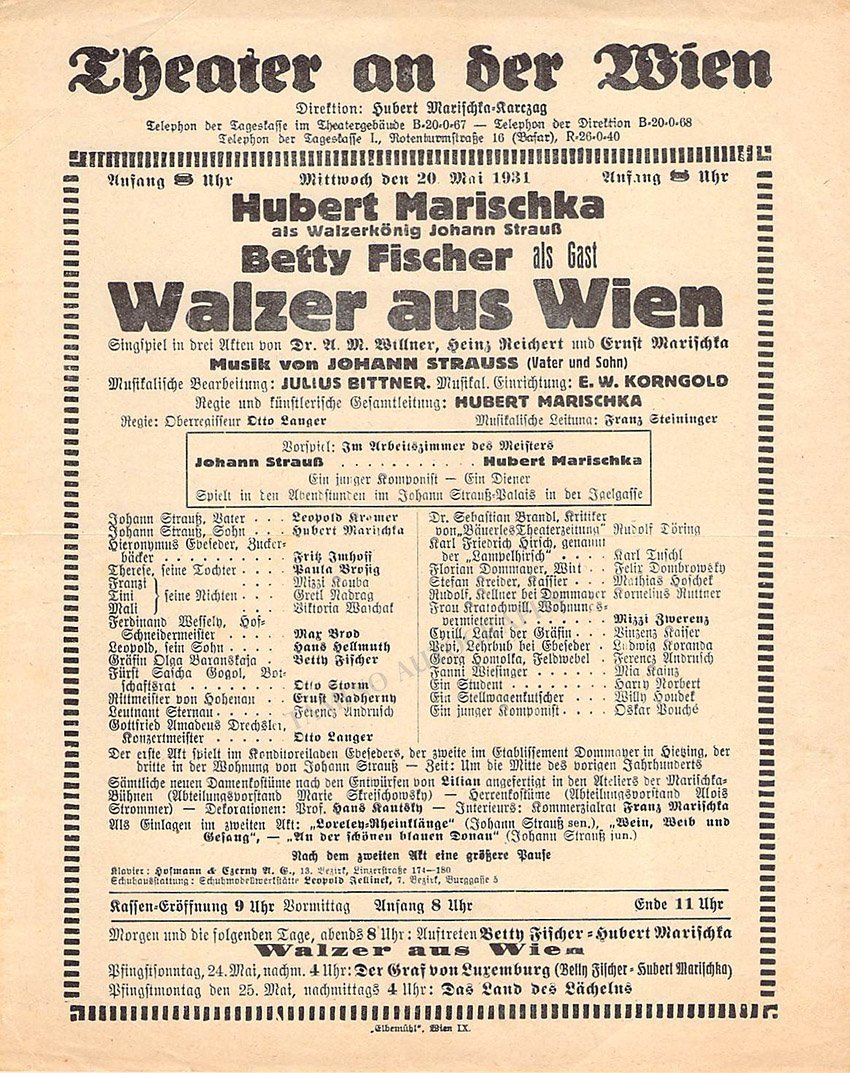 Theater an der Wien
Direktion: Hubert Marischka-Karczag
Telephon der Tageskasse im Theatergebäude B-20-0-67 — Telephon der Direktion B-20-0-68
Telephon der Tageskasse I., Rotenturmstraße 16 (Bafar), R-26-0-40
Anfang 8 Uhr Mittwoch den 20. Mai 1931 Anfang 8 Uhr
Hubert Marischka
als Walzerkönig Johann Strauß
Betty Fischer als Gast
Walzer aus Wien
Singspiel in drei Akten von Dr. A. M. Willner, Heinz Reichert und Ernst Marischka
Musik von JOHANN STRAUSS (Vater und Sohn)
Musikalische Bearbeitung: JULIUS BITTNER. Musikal. Einrichtung: E. W. KORNGOLD
Regie und künstlerische Gesamtleitung: HUBERT MARISCHKA
Regie: Oberregisseur Otto Langer Musikalische Leitung: Franz Steininger
Vorspiel: Im Arbeitszimmer des Meisters
Johann Strauß . . . . . . . . . . Hubert Marischka
Ein junger Komponist — Ein Diener
Spielt in den Abendstunden im Johann Strauß-Palais in der Igelgasse
Johann Strauß, Vater . . . Leopold Kramer
Johann Strauß, Sohn . . . Hubert Marischka
Hieronymus Ebeseder, Zucker-
bäcker . . . . . . . . Fritz Imhoff
Therese, seine Tochter . . . Paula Brosig
Franzi . . . . Mizzi Kouba
Tini } seine Nichten . . . Gretl Nadrag
Mali . . . . Viktoria Waschak
Ferdinand Wessely, Hof-
Schneidermeister . . . . Max Brod
Leopold, sein Sohn . . . . Hans Hellmuth
Gräfin Olga Baranskaja . . Betty Fischer
Fürst Sascha Gogol, Bot-
schaftsrat . . . . . . . Otto Storm
Rittmeister von Hohenau . . Ernst Nadherny
Leutnant Sternau . . . . Ferencz Andrusch
Gottfried Amadeus Drechsler,
Konzertmeister . . . . . Otto Langer
Dr. Sebastian Brandl, Kritiker
von „Bäuerles Theaterzeitung" Rudolf Döring
Karl Friedrich Hirsch, genannt
der „Lampelhirsch" . . . Karl Tuschl
Florian Dommayer, Wirt . . Felix Dombrowsky
Stefan Kreider, Kassier . . . Mathias Hoschek
Rudolf, Kellner bei Dommayer Kornelius Ruttner
Frau Kratochwill, Wohnungs-
vermieterin . . . . . . Mizzi Zwerenz
Cyrill, Lakai der Gräfin . . . Vinzenz Kaiser
Pepi, Lehrbub bei Ebeseder . Ludwig Koranda
Georg Homolka, Feldwebel . Ferencz Andrusch
Fanni Wiesinger . . . . Mia Kainz
Ein Student . . . . . . Harry Norbert
Ein Stellwagenkutscher . . . Willy Houdek
Ein junger Komponist . . . . Oskar Pouché
Der erste Akt spielt im Konditoreiladen Ebeseders, der zweite im Etablissement Dommayer in Hietzing, der
dritte in der Wohnung von Johann Strauß — Zeit: Um die Mitte des vorigen Jahrhunderts
Sämtliche neuen Damenkostüme nach den Entwürfen von Lilian angefertigt in den Ateliers der Marischka-
Bühnen (Abteilungsvorstand Marie Skreischowsky) — Herrenkostüme (Abteilungsvorstand Alois
Strommer) — Dekorationen: Prof. Hans Kautsky — Interieurs: Kommerzialrat Franz Marischka
Als Einlagen im zweiten Akt: „Loreley-Rheinklänge" (Johann Strauß sen.), „Wein, Weib und
Gesang", — „An der schönen blauen Donau" (Johann Strauß jun.)
Nach dem zweiten Akt eine größere Pause
Klavier: Hofmann & Czerny A. G., 13. Bezirk, Linzerstraße 174–180
Schuhausstattung: Schuhmodellwerkstätte Leopold Jellinek, 7. Bezirk, Burggasse 5
Kassen-Eröffnung 9 Uhr Vormittag Anfang 8 Uhr Ende 11 Uhr
Morgen und die folgenden Tage, abends 8 Uhr: Auftreten Betty Fischer - Hubert Marischka
Walzer aus Wien
Pfingstsonntag, 24. Mai, nachm. 4 Uhr: Der Graf von Luxemburg (Betty Fischer - Hubert Marischka)
Pfingstmontag den 25. Mai, nachmittags 4 Uhr: Das Land des Lächelns
„Elbemühl", Wien IX.